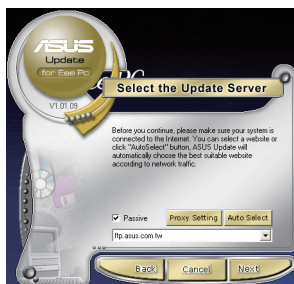 ASUS
Update
for Eee Pc
V1.01.09
Select the Update Server
Before you continue, please make sure your system is
connected to the Internet. You can select a website or
click "AutoSelect" button, ASUS Update will
automatically choose the best suitable website
according to network traffic.
Passive
Proxy Setting
Auto Select
ftp.asus.com.tw
Back
Cancel
Next